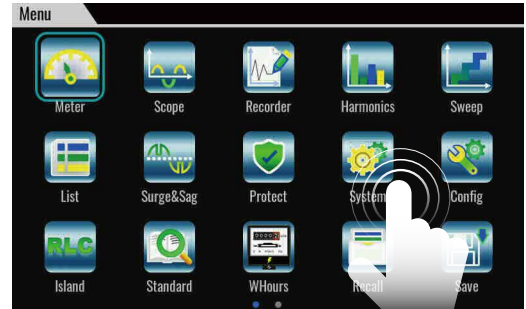 Menu
Meter Scope Recorder Harmonics Sweep
List Surge&Sag Protect System Config
RLC
Island Standard WHours Recall Save